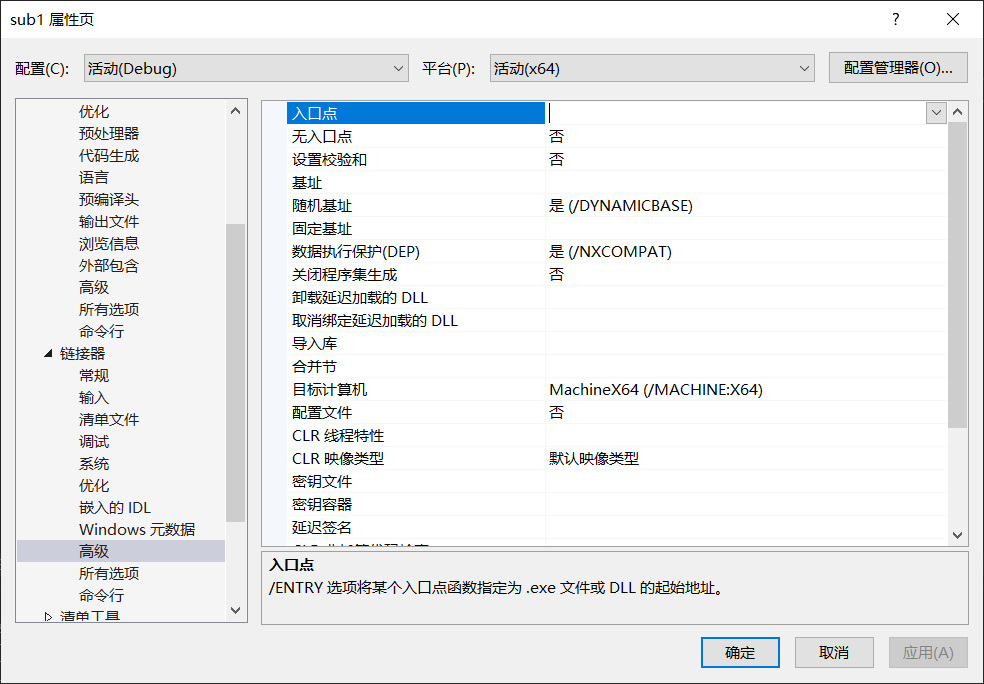 sub1 属性页
配置(C): 活动(Debug) 平台(P): 活动(x64) 配置管理器(O)...
优化
预处理器
代码生成
语言
预编译头
输出文件
浏览信息
外部包含
高级
所有选项
命令行
链接器
常规
输入
清单文件
调试
系统
优化
嵌入的 IDL
Windows 元数据
高级
所有选项
命令行
清单工具
入口点
无入口点 否
设置校验和 否
基址
随机基址 是 (/DYNAMICBASE)
固定基址
数据执行保护(DEP) 是 (/NXCOMPAT)
关闭程序集生成 否
卸载延迟加载的 DLL
取消绑定延迟加载的 DLL
导入库
合并节
目标计算机 MachineX64 (/MACHINE:X64)
配置文件 否
CLR 线程特性
CLR 映像类型 默认映像类型
密钥文件
密钥容器
延迟签名
入口点
/ENTRY 选项将某个入口点函数指定为 .exe 文件或 DLL 的起始地址。
确定 取消 应用(A)